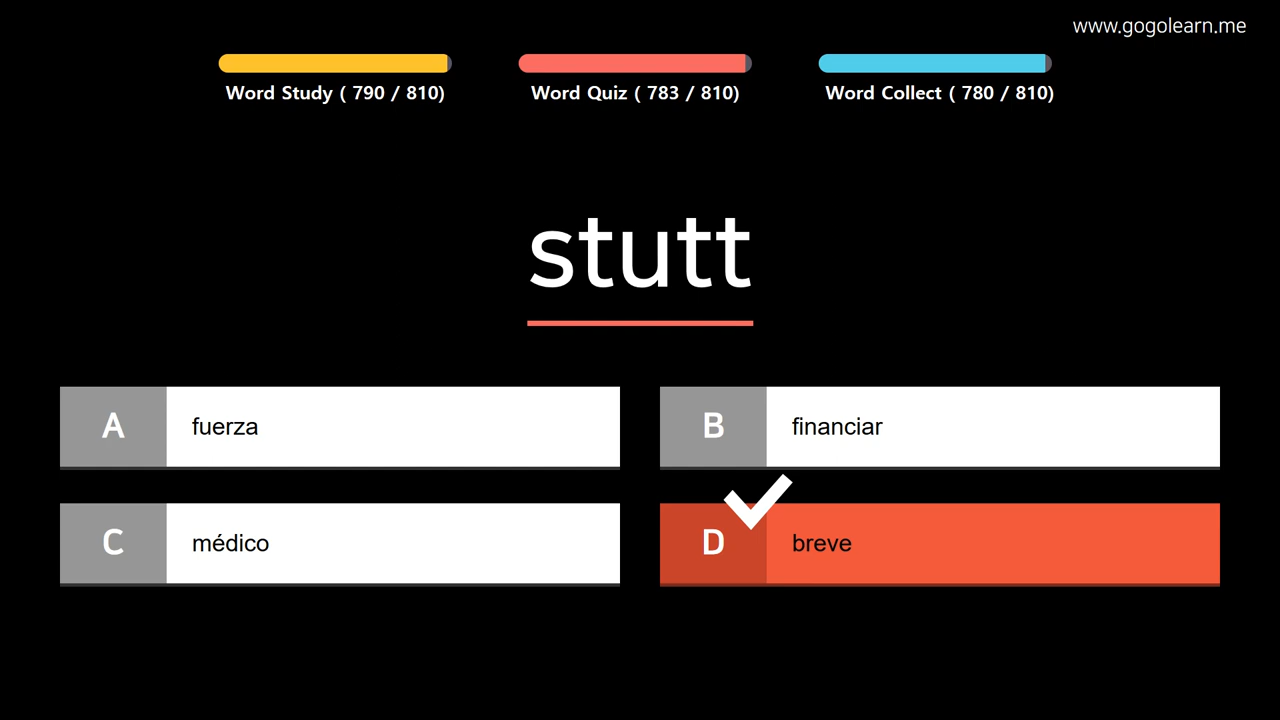 www.gogolearn.me
Word Study ( 790 / 810)
Word Quiz ( 783 / 810)
Word Collect ( 780 / 810)
stutt
A fuerza
B financiar
C médico
D breve